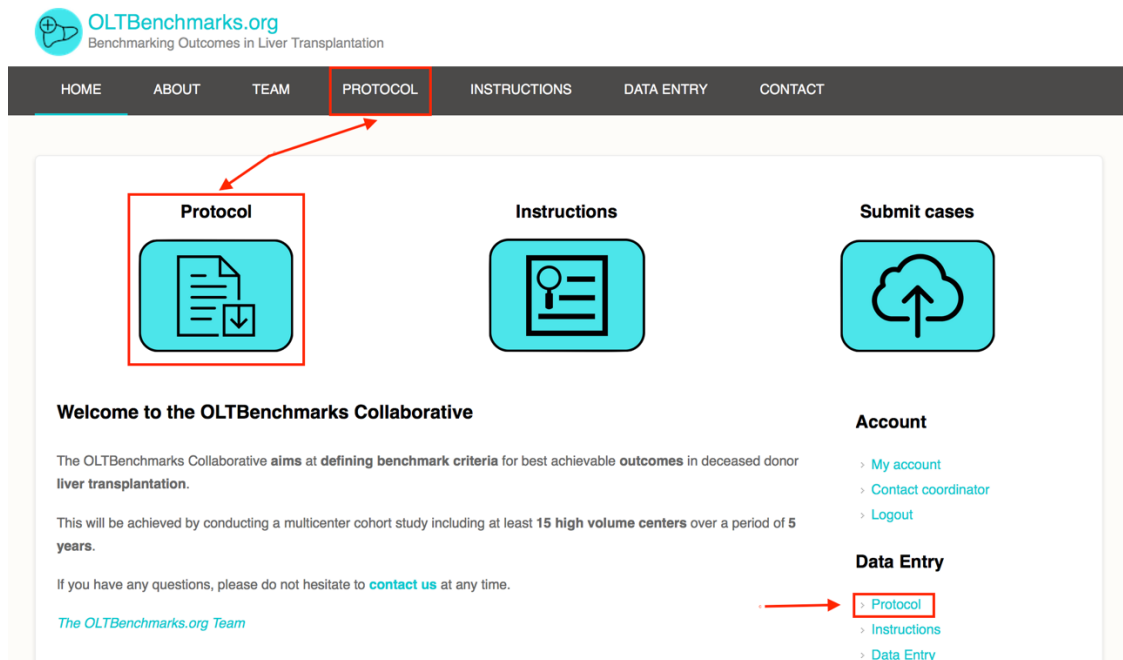 OLTBenchmarks.org
Benchmarking Outcomes in Liver Transplantation
HOME ABOUT TEAM PROTOCOL INSTRUCTIONS DATA ENTRY CONTACT
Protocol Instructions Submit cases
Welcome to the OLTBenchmarks Collaborative
The OLTBenchmarks Collaborative aims at defining benchmark criteria for best achievable outcomes in deceased donor
liver transplantation.
This will be achieved by conducting a multicenter cohort study including at least 15 high volume centers over a period of 5
years.
If you have any questions, please do not hesitate to contact us at any time.
The OLTBenchmarks.org Team
Account
› My account
› Contact coordinator
› Logout
Data Entry
› Protocol
› Instructions
› Data Entry